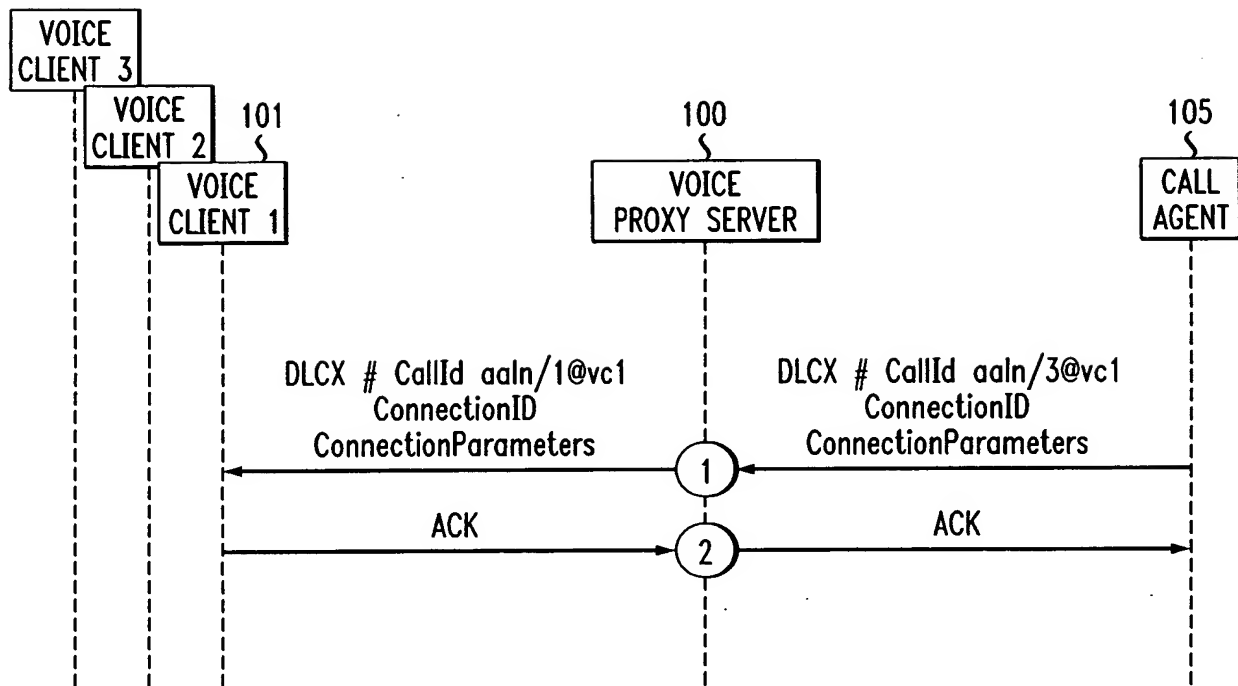 VOICE
CLIENT 3
VOICE
CLIENT 2
101
VOICE
CLIENT 1
100
VOICE
PROXY SERVER
105
CALL
AGENT
DLCX # CallId aaln/1@vc1
ConnectionID
ConnectionParameters
DLCX # CallId aaln/3@vc1
ConnectionID
ConnectionParameters
1
ACK
2
ACK